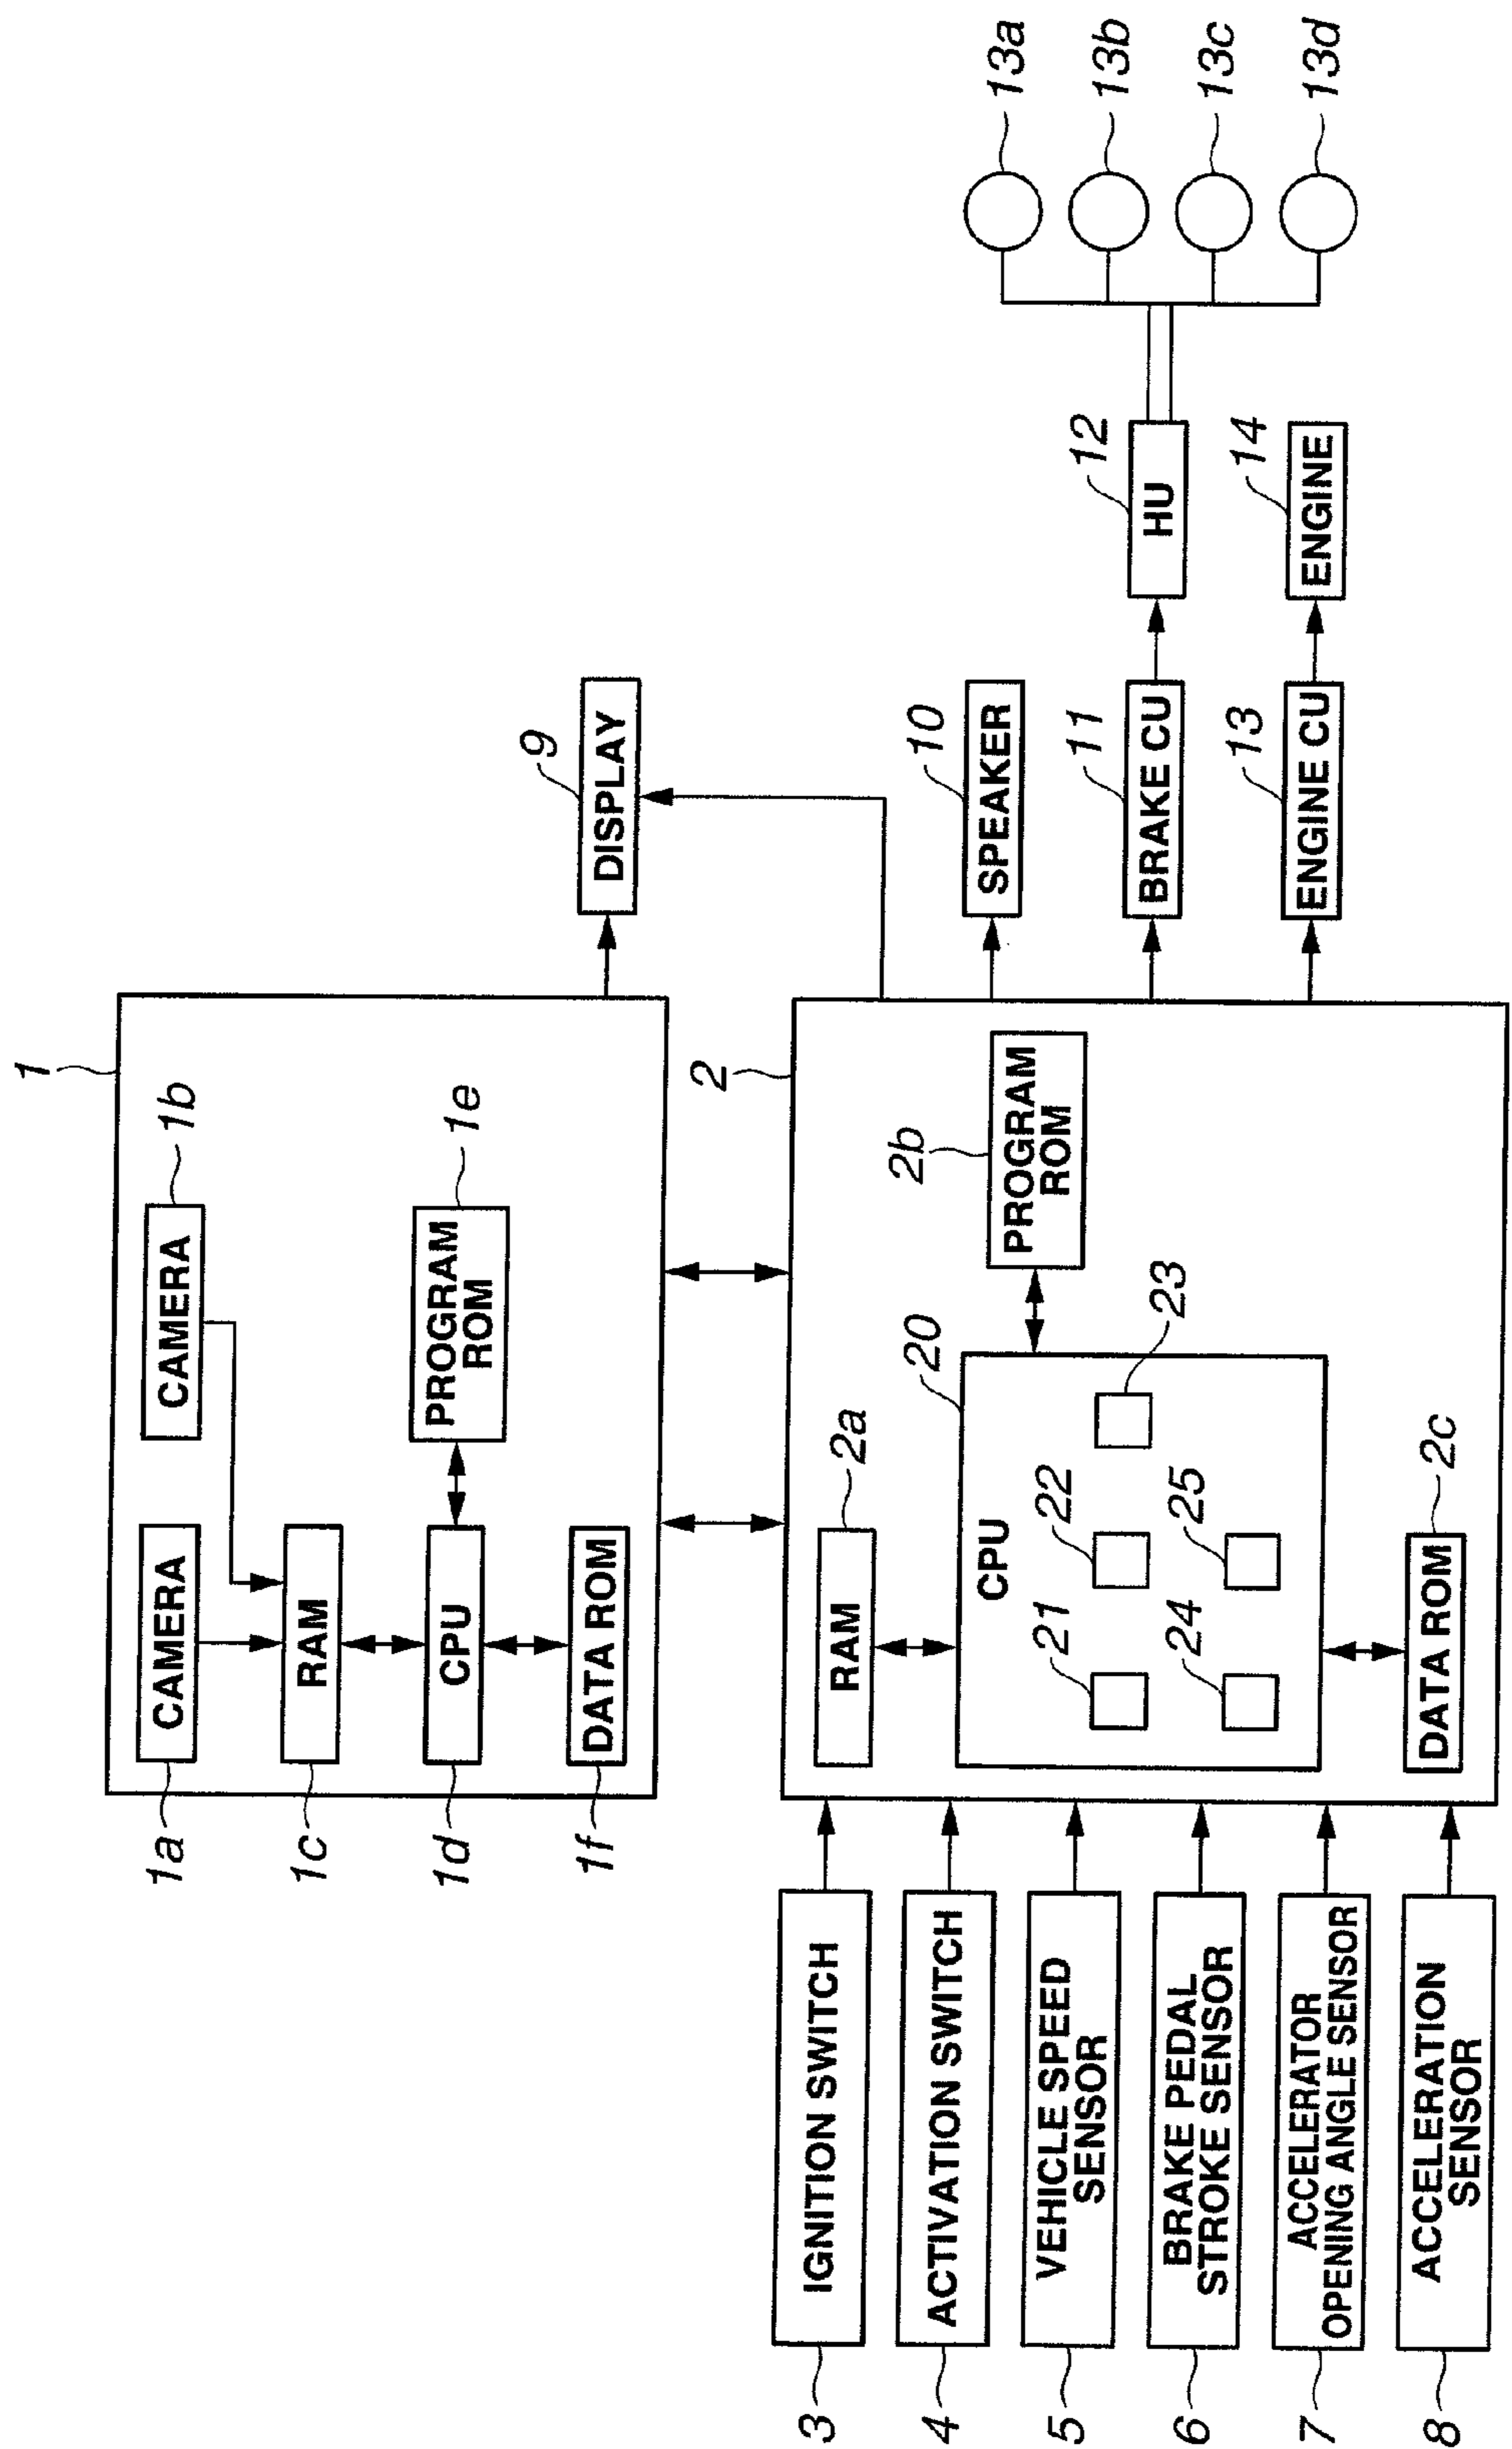 1
CAMERA
1a
CAMERA
1b
RAM
1c
CPU
1d
PROGRAM
ROM
1e
DATA ROM
1f
DISPLAY
9
2
RAM
2a
CPU
20
21
22
23
24
25
PROGRAM
ROM
2b
DATA ROM
2c
3
IGNITION SWITCH
4
ACTIVATION SWITCH
5
VEHICLE SPEED
SENSOR
6
BRAKE PEDAL
STROKE SENSOR
7
ACCELERATOR
OPENING ANGLE SENSOR
8
ACCELERATION
SENSOR
10
SPEAKER
11
BRAKE CU
12
HU
13
ENGINE CU
14
ENGINE
13a
13b
13c
13d